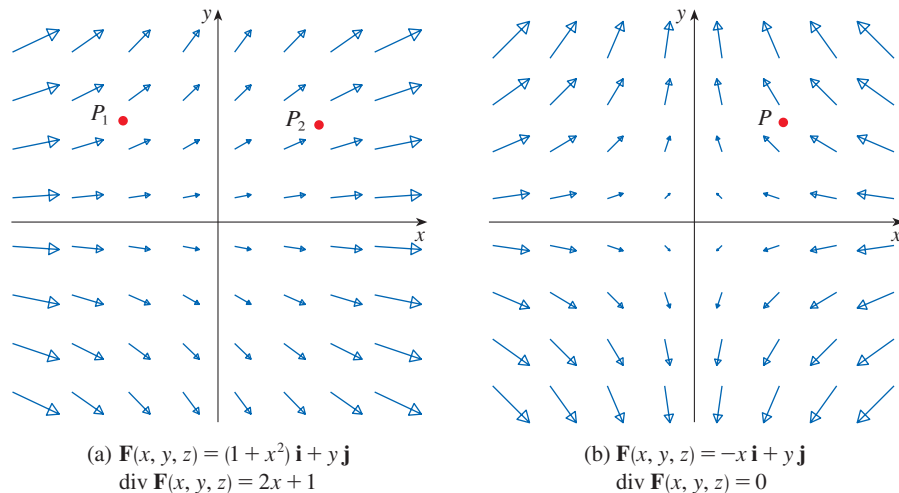 y
P₁
P₂
x
(a) F(x, y, z) = (1 + x²) i + y j
div F(x, y, z) = 2x + 1
y
P
x
(b) F(x, y, z) = −x i + y j
div F(x, y, z) = 0